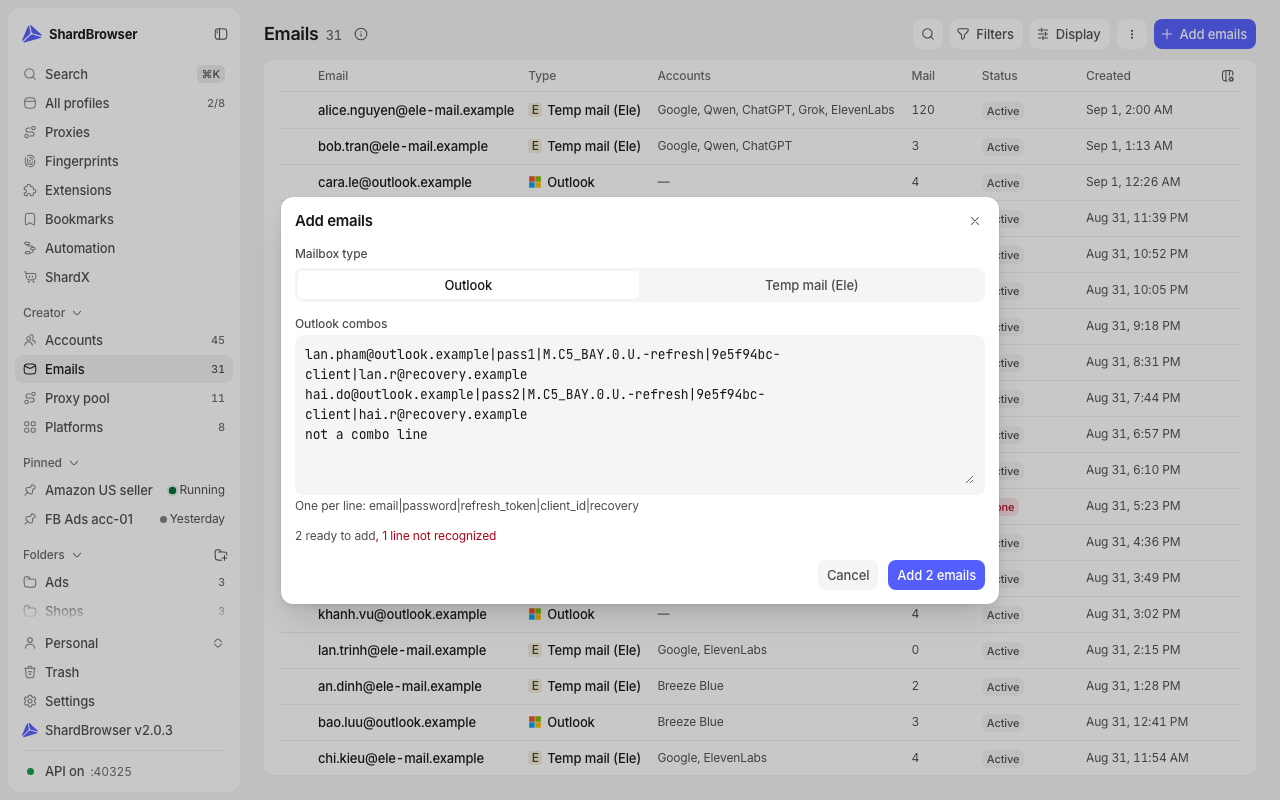 ShardBrowser
Search ⌘K
All profiles 2/8
Proxies
Fingerprints
Extensions
Bookmarks
Automation
ShardX
Creator
Accounts 45
Emails 31
Proxy pool 11
Platforms 8
Pinned
Amazon US seller Running
FB Ads acc-01 Yesterday
Folders
Ads 3
Shops 3
Personal
Trash
Settings
ShardBrowser v2.0.3
API on :40325
Emails 31
Filters
Display
Add emails
Email Type Accounts Mail Status Created
alice.nguyen@ele-mail.example E Temp mail (Ele) Google, Qwen, ChatGPT, Grok, ElevenLabs 120 Active Sep 1, 2:00 AM
bob.tran@ele-mail.example E Temp mail (Ele) Google, Qwen, ChatGPT 3 Active Sep 1, 1:13 AM
cara.le@outlook.example Outlook — 4 Active Sep 1, 12:26 AM
Aug 31, 11:39 PM
Aug 31, 10:52 PM
Aug 31, 10:05 PM
Aug 31, 9:18 PM
Aug 31, 8:31 PM
Aug 31, 7:44 PM
Aug 31, 6:57 PM
Aug 31, 6:10 PM
Aug 31, 5:23 PM
Aug 31, 4:36 PM
Aug 31, 3:49 PM
Add emails
Mailbox type
Outlook Temp mail (Ele)
Outlook combos
lan.pham@outlook.example|pass1|M.C5_BAY.0.U.-refresh|9e5f94bc-
client|lan.r@recovery.example
hai.do@outlook.example|pass2|M.C5_BAY.0.U.-refresh|9e5f94bc-
client|hai.r@recovery.example
not a combo line
One per line: email|password|refresh_token|client_id|recovery
2 ready to add, 1 line not recognized
Cancel
Add 2 emails
khanh.vu@outlook.example Outlook — 4 Active Aug 31, 3:02 PM
lan.trinh@ele-mail.example E Temp mail (Ele) Google, ElevenLabs 0 Active Aug 31, 2:15 PM
an.dinh@ele-mail.example E Temp mail (Ele) Breeze Blue 2 Active Aug 31, 1:28 PM
bao.luu@outlook.example Outlook Breeze Blue 3 Active Aug 31, 12:41 PM
chi.kieu@ele-mail.example E Temp mail (Ele) Google, ElevenLabs 4 Active Aug 31, 11:54 AM